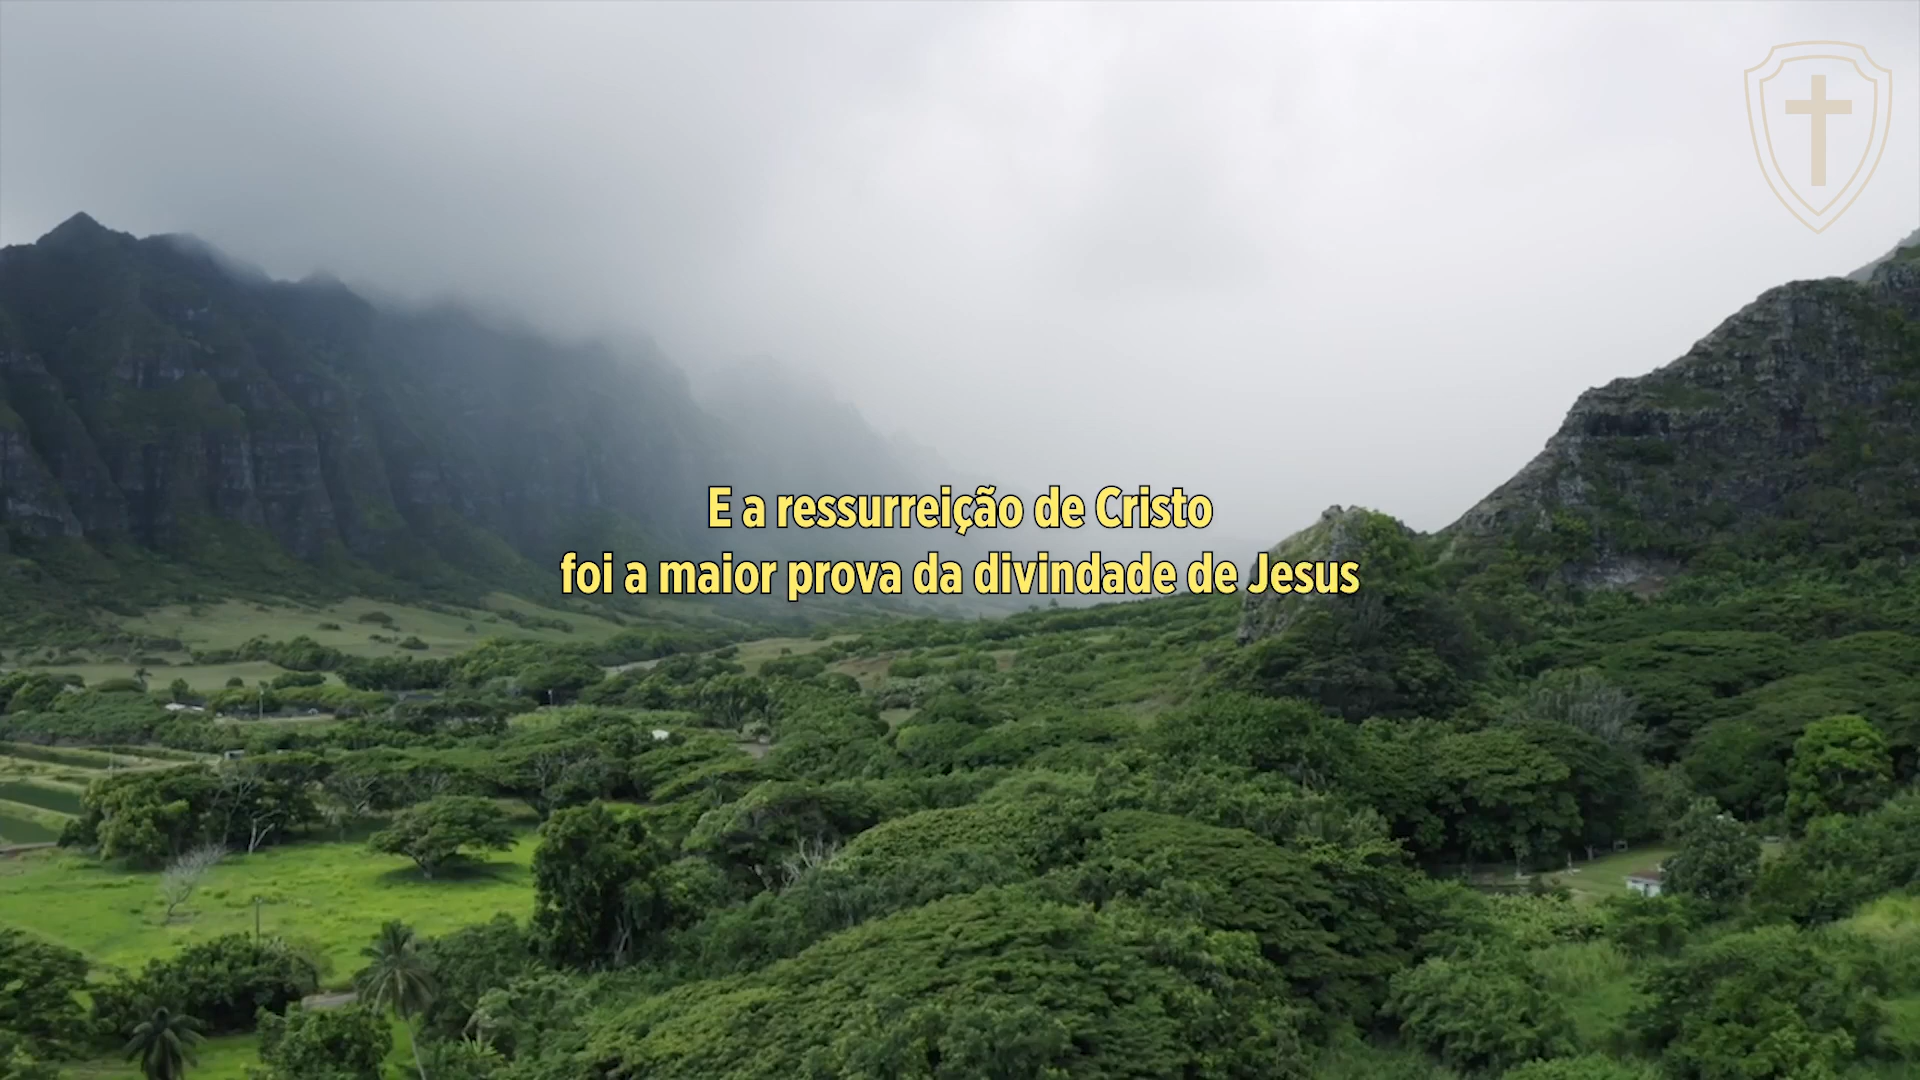 E a ressurreição de Cristo
foi a maior prova da divindade de Jesus